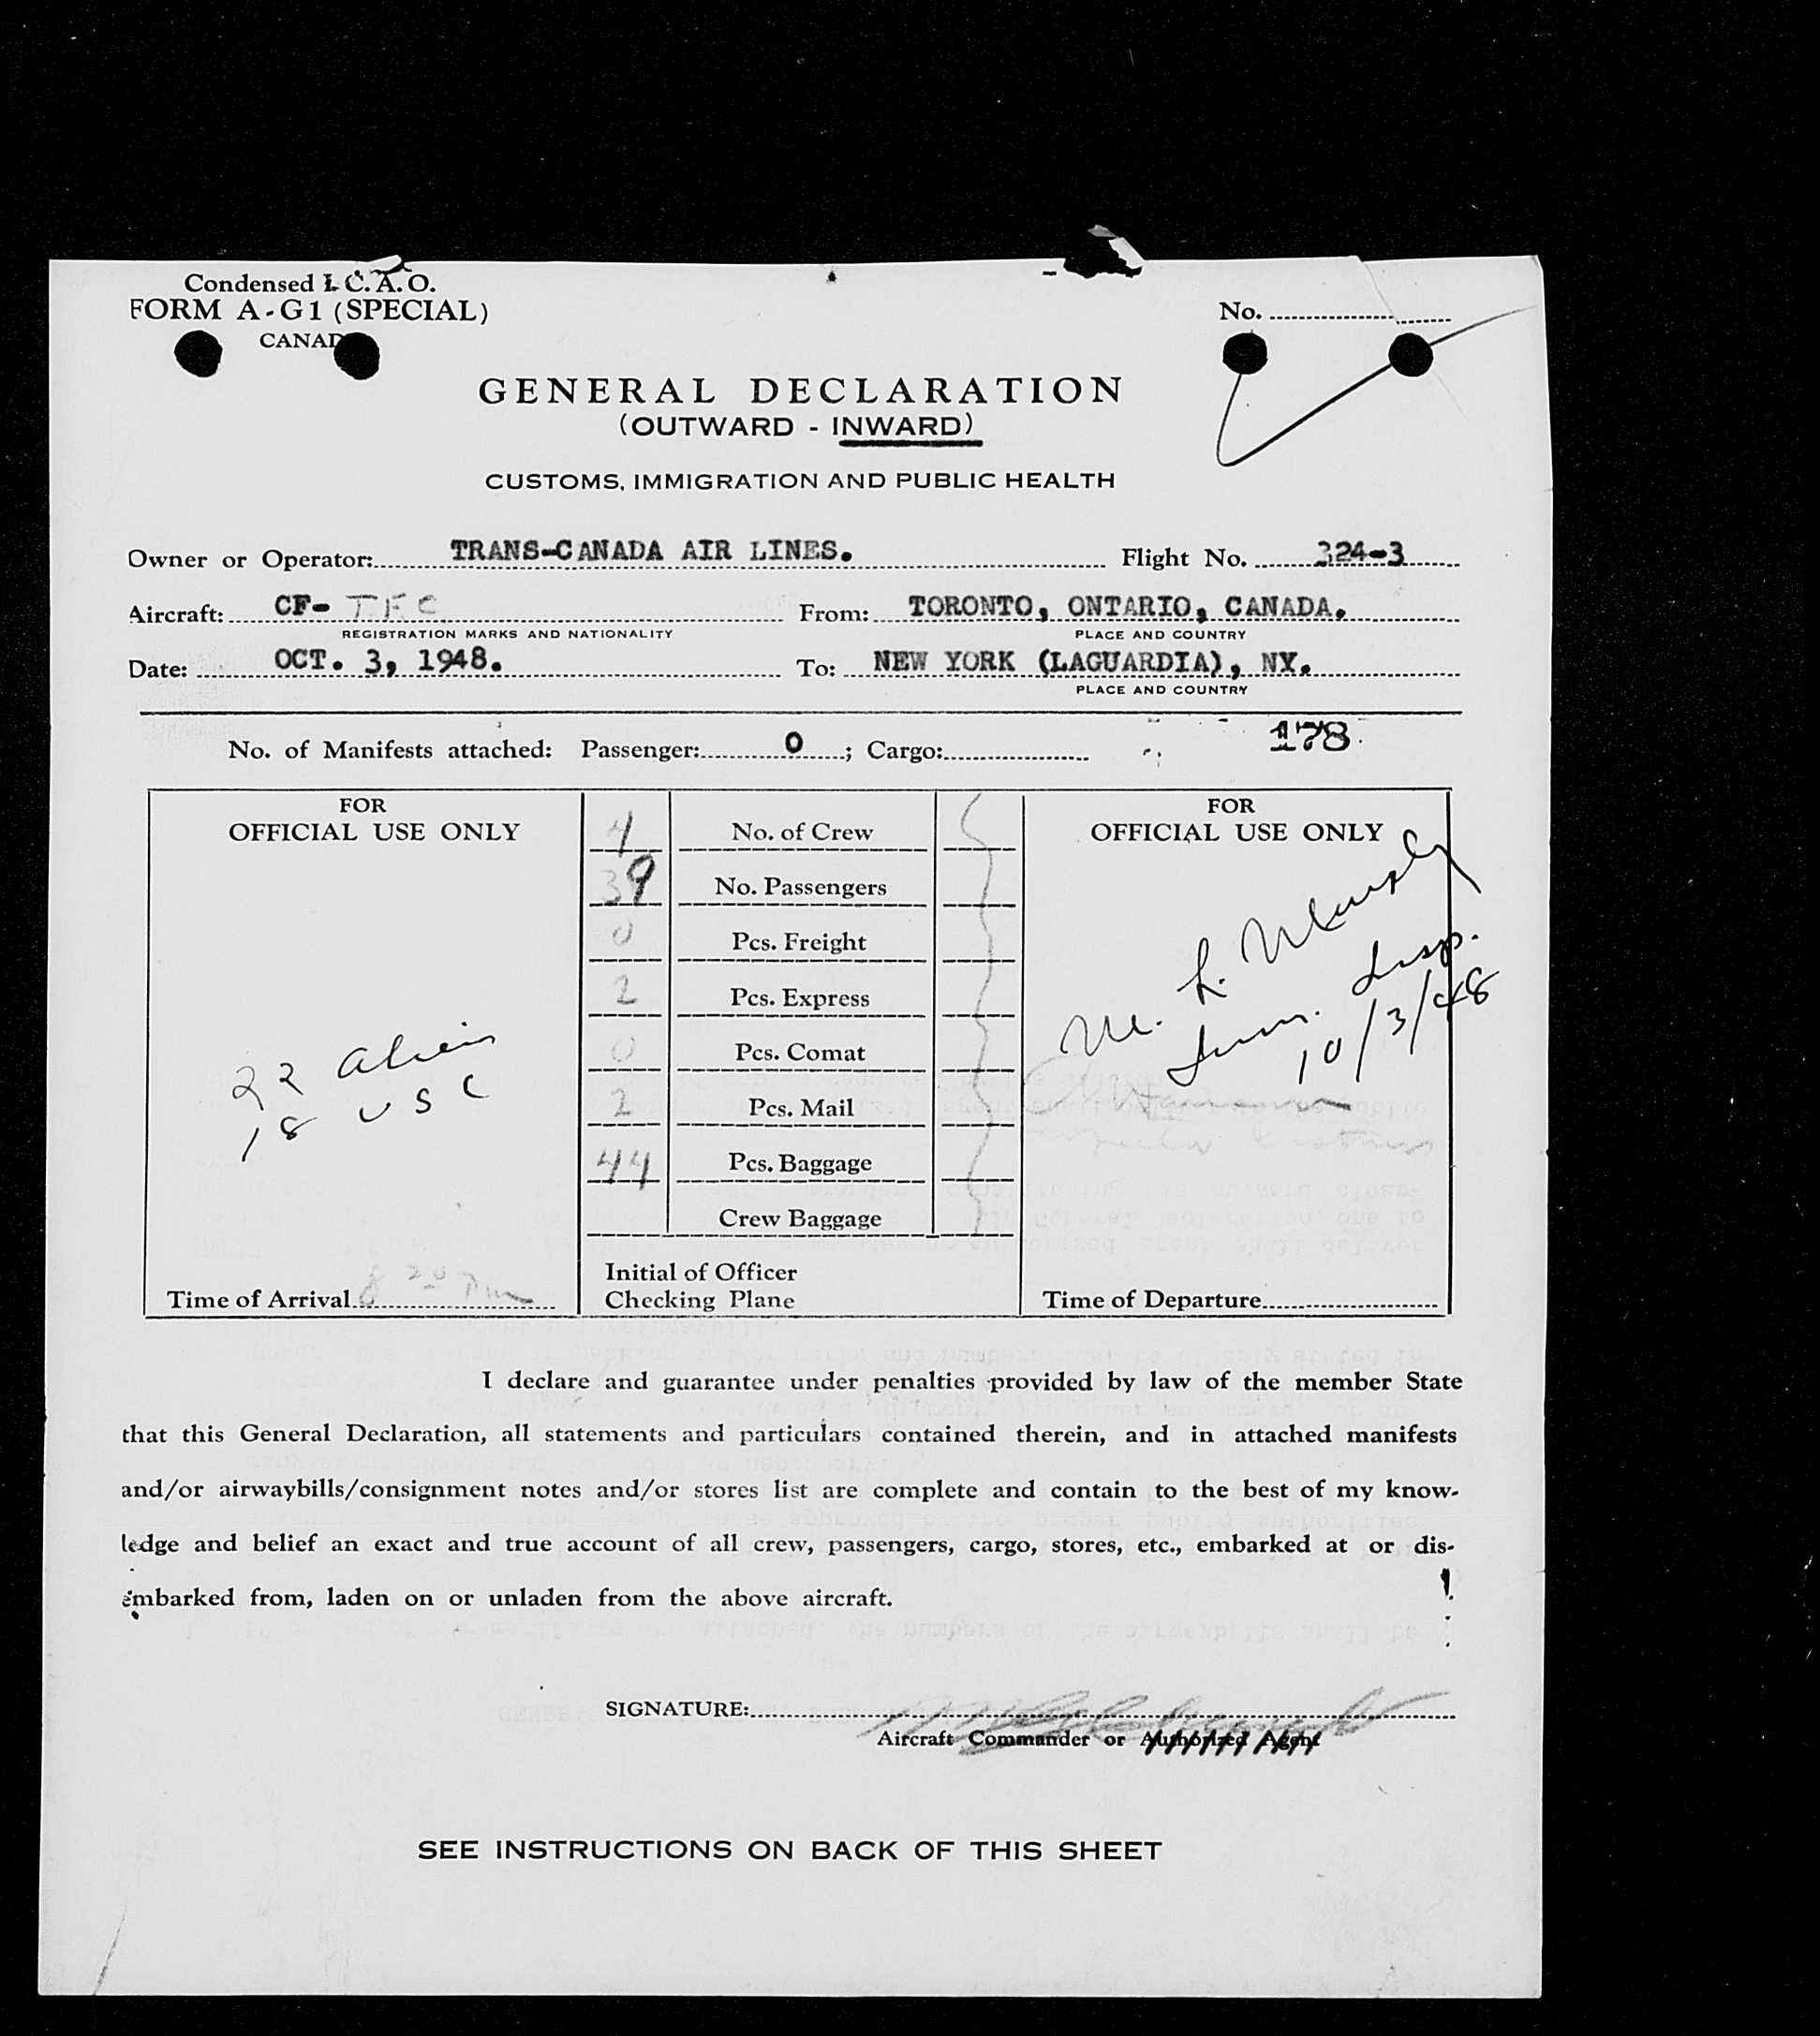 Condensed I. C. A. O.
FORM A-G1 (SPECIAL)
CANAD
No.
GENERAL DECLARATION
(OUTWARD - INWARD)
CUSTOMS, IMMIGRATION AND PUBLIC HEALTH
Owner or Operator: TRANS-CANADA AIR LINES. Flight No. 324-3
Aircraft: CF- TFC From: TORONTO, ONTARIO, CANADA.
REGISTRATION MARKS AND NATIONALITY PLACE AND COUNTRY
Date: OCT. 3, 1948. To: NEW YORK (LAGUARDIA), NY.
PLACE AND COUNTRY
178
No. of Manifests attached: Passenger: 0; Cargo:
FOR
OFFICIAL USE ONLY
22 Alien
18 USC
Time of Arrival 8 20 PM
4 No. of Crew
39 No. Passengers
0 Pcs. Freight
2 Pcs. Express
0 Pcs. Comat
2 Pcs. Mail
44 Pcs. Baggage
Crew Baggage
Initial of Officer
Checking Plane
FOR
OFFICIAL USE ONLY
M. L. Murphy
Imm. Insp.
10/3/48
Time of Departure
I declare and guarantee under penalties provided by law of the member State
that this General Declaration, all statements and particulars contained therein, and in attached manifests
and/or airwaybills/consignment notes and/or stores list are complete and contain to the best of my know-
ledge and belief an exact and true account of all crew, passengers, cargo, stores, etc., embarked at or dis-
embarked from, laden on or unladen from the above aircraft.
SIGNATURE:
Aircraft Commander or Authorized Agent
SEE INSTRUCTIONS ON BACK OF THIS SHEET